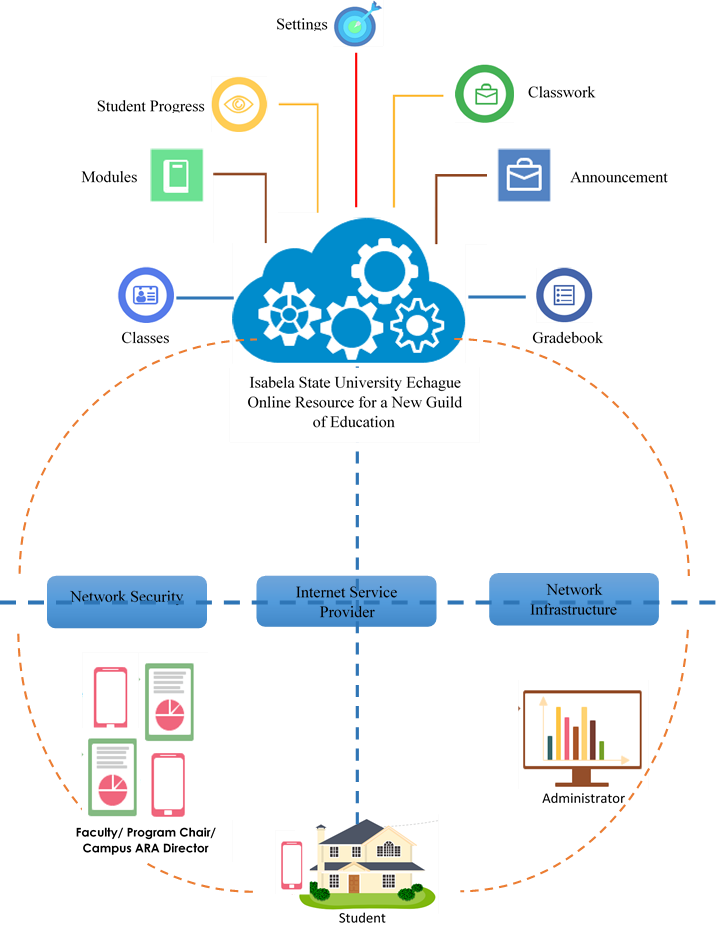 Settings
Student Progress
Classwork
Modules
Announcement
Classes
Gradebook
Isabela State University Echague
Online Resource for a New Guild
of Education
Network Security
Internet Service
Provider
Network
Infrastructure
Faculty/ Program Chair/
Campus ARA Director
Administrator
Student